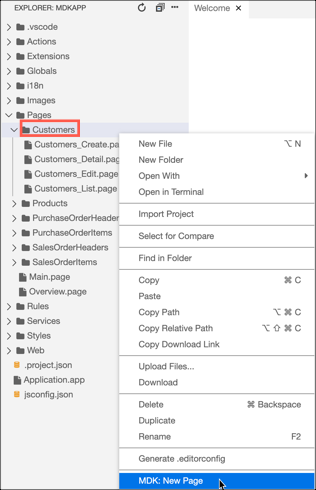 EXPLORER: MDKAPP
Welcome
.vscode
Actions
Extensions
Globals
i18n
Images
Pages
Customers
Customers_Create.pa
Customers_Detail.pag
Customers_Edit.page
Customers_List.page
Products
PurchaseOrderHeader
PurchaseOrderItems
SalesOrderHeaders
SalesOrderItems
Main.page
Overview.page
Rules
Services
Styles
Web
.project.json
Application.app
jsconfig.json
New File ⌥ N
New Folder
Open With
Open in Terminal
Import Project
Select for Compare
Find in Folder
Copy ⌘ C
Paste
Copy Path ⌥ ⌘ C
Copy Relative Path ⌥ ⇧ ⌘ C
Copy Download Link
Upload Files...
Download
Delete ⌘ Backspace
Duplicate
Rename F2
Generate .editorconfig
MDK: New Page